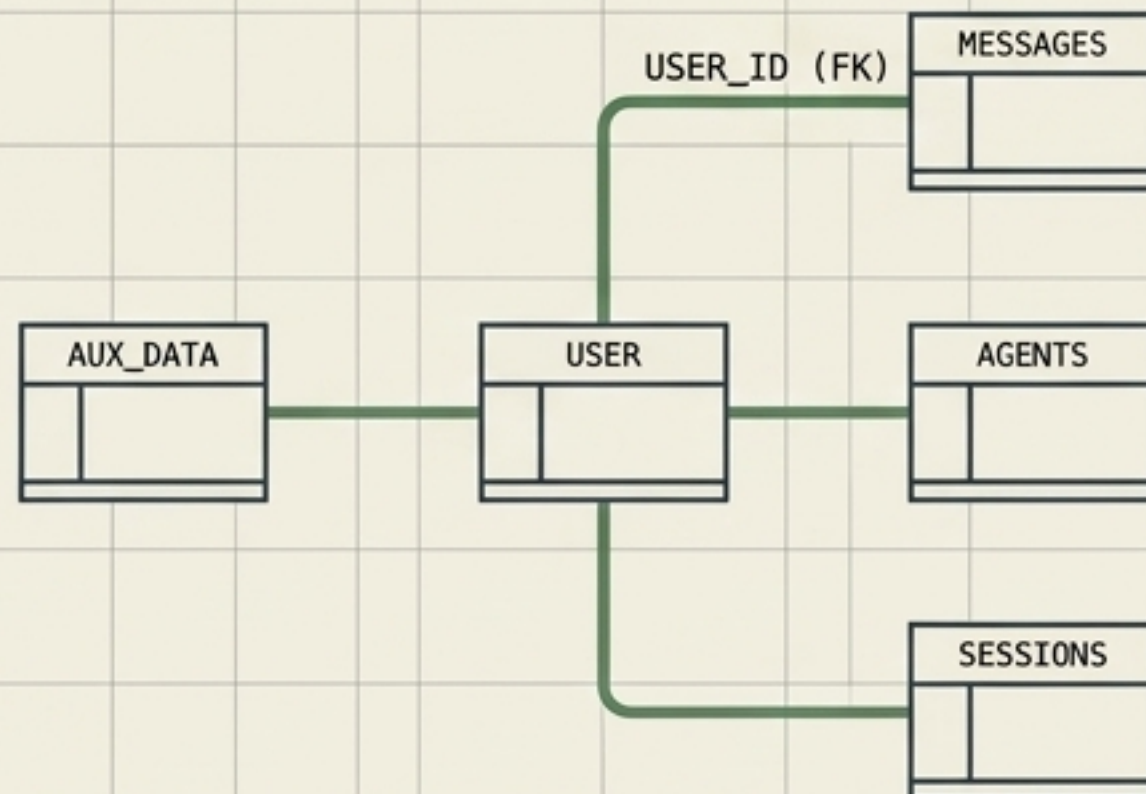 MESSAGES
USER_ID (FK)
AUX_DATA
USER
AGENTS
SESSIONS